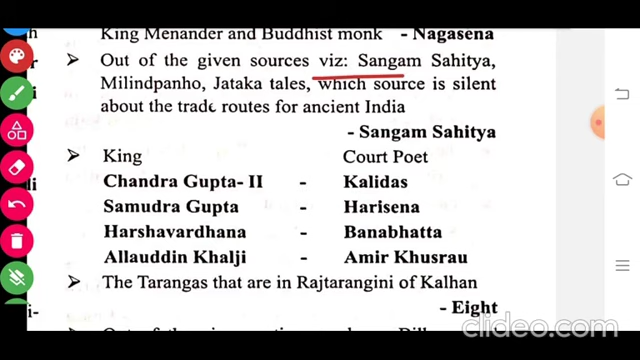 King Menander and Buddhist monk - Nagasena
➢ Out of the given sources viz: Sangam Sahitya,
Milindpanho, Jataka tales, which source is silent
about the trade routes for ancient India
- Sangam Sahitya
➢ King Court Poet
Chandra Gupta- II - Kalidas
Samudra Gupta - Harisena
Harshavardhana - Banabhatta
Allauddin Khalji - Amir Khusrau
➢ The Tarangas that are in Rajtarangini of Kalhan
- Eight
clideo.com